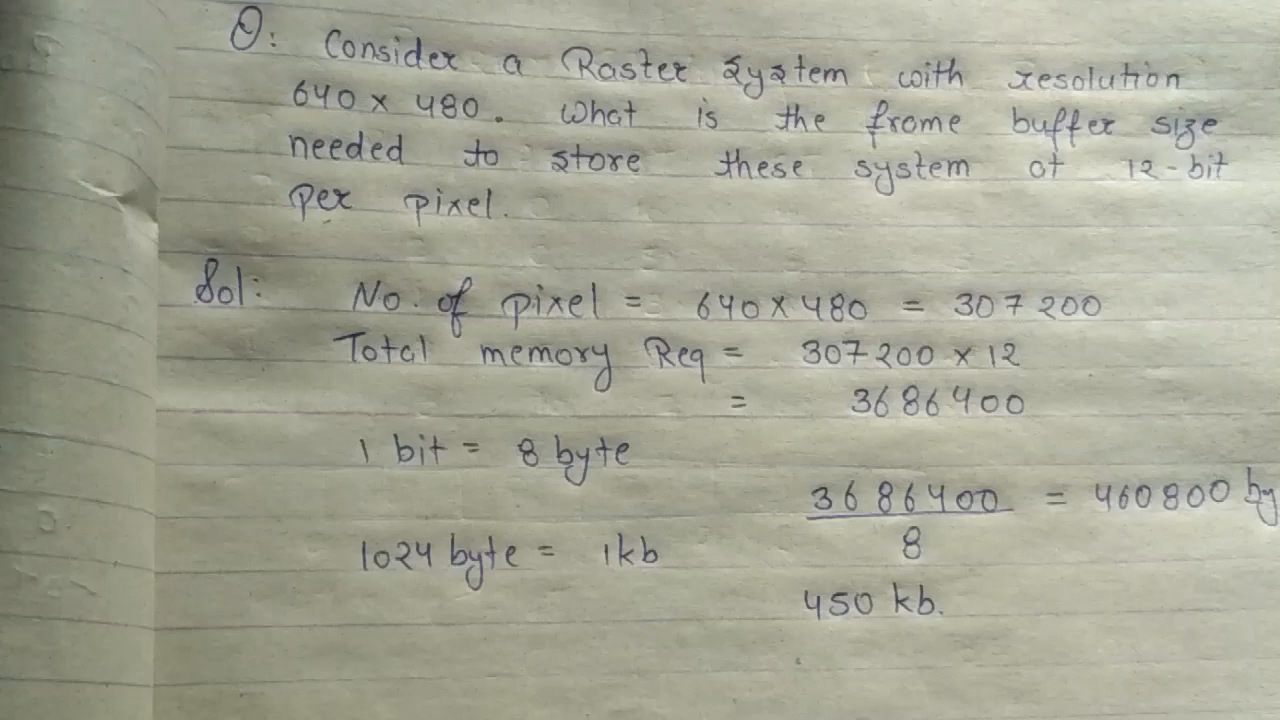 Q: Consider a Raster System with resolution
640 x 480. What is the frame buffer size
needed to store these system at 12-bit
per pixel.
Sol: No. of pixel = 640 x 480 = 307200
Total memory Req = 307200 x 12
= 3686400
1 bit = 8 byte
3686400 / 8 = 460800 by
1024 byte = 1kb
450 kb.